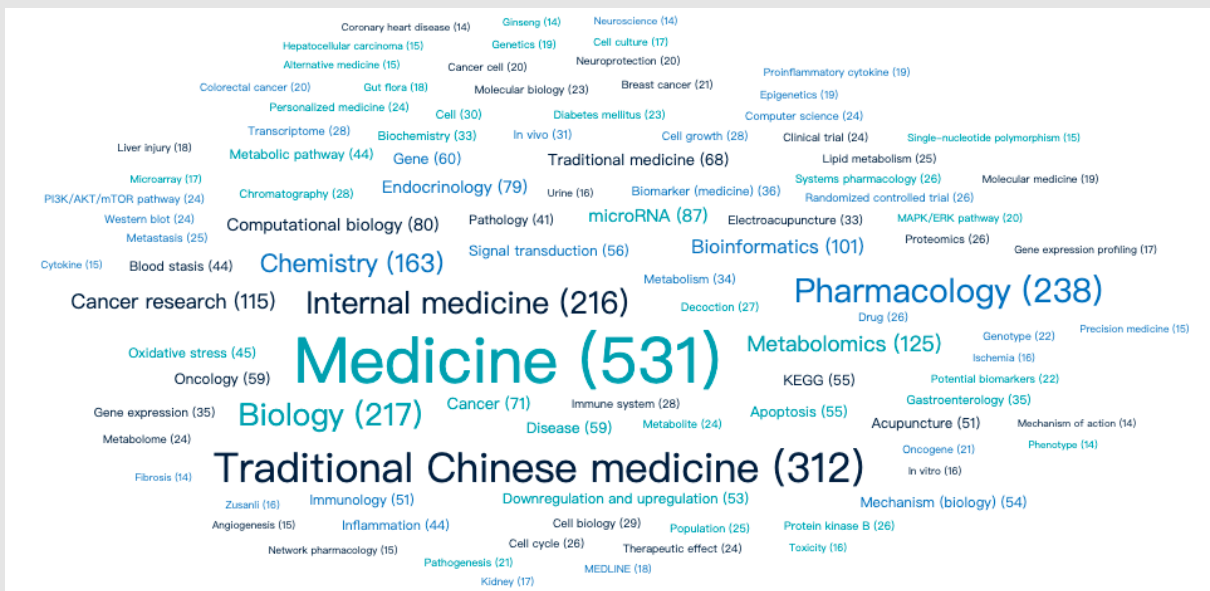 Coronary heart disease (14)
Ginseng (14)
Neuroscience (14)
Hepatocellular carcinoma (15)
Genetics (19)
Cell culture (17)
Alternative medicine (15)
Cancer cell (20)
Neuroprotection (20)
Proinflammatory cytokine (19)
Colorectal cancer (20)
Gut flora (18)
Molecular biology (23)
Breast cancer (21)
Epigenetics (19)
Personalized medicine (24)
Cell (30)
Diabetes mellitus (23)
Computer science (24)
Transcriptome (28)
Biochemistry (33)
In vivo (31)
Cell growth (28)
Clinical trial (24)
Single-nucleotide polymorphism (15)
Liver injury (18)
Metabolic pathway (44)
Gene (60)
Traditional medicine (68)
Lipid metabolism (25)
Microarray (17)
Chromatography (28)
Endocrinology (79)
Urine (16)
Biomarker (medicine) (36)
Systems pharmacology (26)
Molecular medicine (19)
PI3K/AKT/mTOR pathway (24)
Randomized controlled trial (26)
Western blot (24)
Computational biology (80)
Pathology (41)
microRNA (87)
Electroacupuncture (33)
MAPK/ERK pathway (20)
Metastasis (25)
Signal transduction (56)
Bioinformatics (101)
Proteomics (26)
Gene expression profiling (17)
Cytokine (15)
Blood stasis (44)
Chemistry (163)
Metabolism (34)
Cancer research (115)
Internal medicine (216)
Decoction (27)
Pharmacology (238)
Drug (26)
Oxidative stress (45)
Medicine (531)
Metabolomics (125)
Genotype (22)
Precision medicine (15)
Ischemia (16)
Oncology (59)
KEGG (55)
Potential biomarkers (22)
Gene expression (35)
Biology (217)
Cancer (71)
Immune system (28)
Apoptosis (55)
Gastroenterology (35)
Disease (59)
Metabolite (24)
Acupuncture (51)
Mechanism of action (14)
Metabolome (24)
Oncogene (21)
Phenotype (14)
Fibrosis (14)
Traditional Chinese medicine (312)
In vitro (16)
Zusanli (16)
Immunology (51)
Downregulation and upregulation (53)
Mechanism (biology) (54)
Angiogenesis (15)
Inflammation (44)
Cell biology (29)
Population (25)
Protein kinase B (26)
Network pharmacology (15)
Cell cycle (26)
Therapeutic effect (24)
Toxicity (16)
Pathogenesis (21)
MEDLINE (18)
Kidney (17)